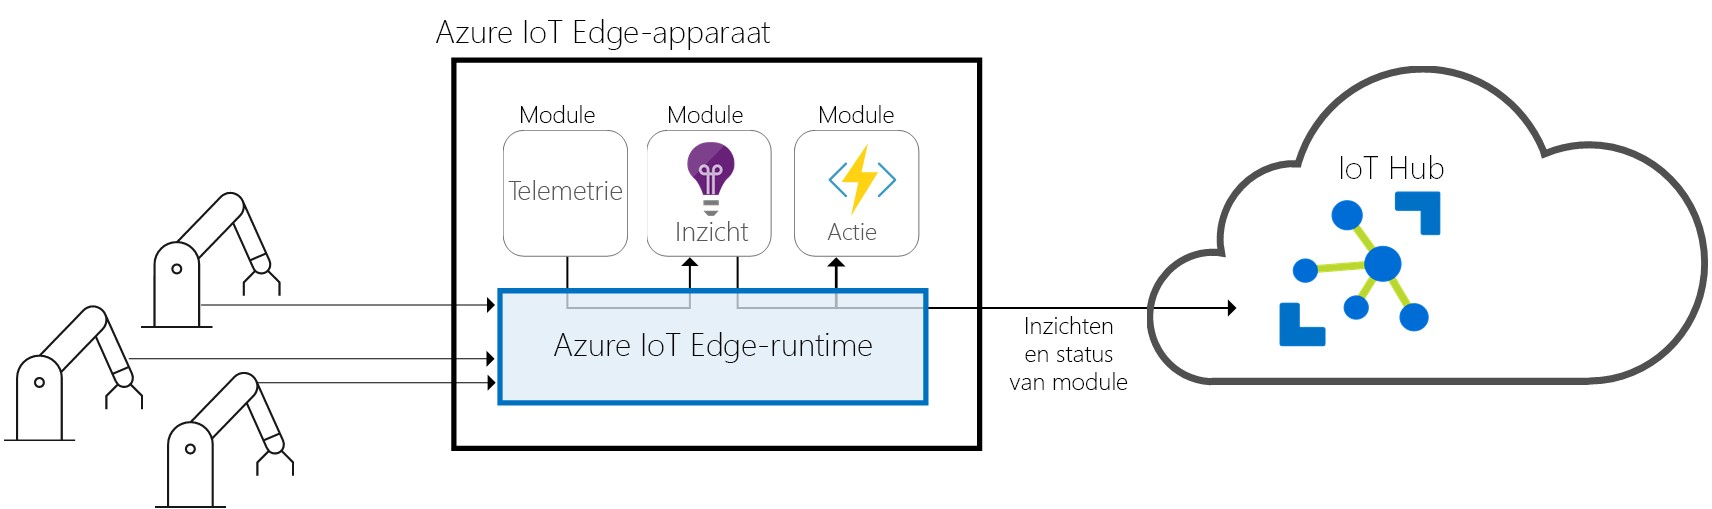 Azure IoT Edge-apparaat
Module
Module
Module
Telemetrie
Inzicht
Actie
Azure IoT Edge-runtime
Inzichten
en status
van module
IoT Hub